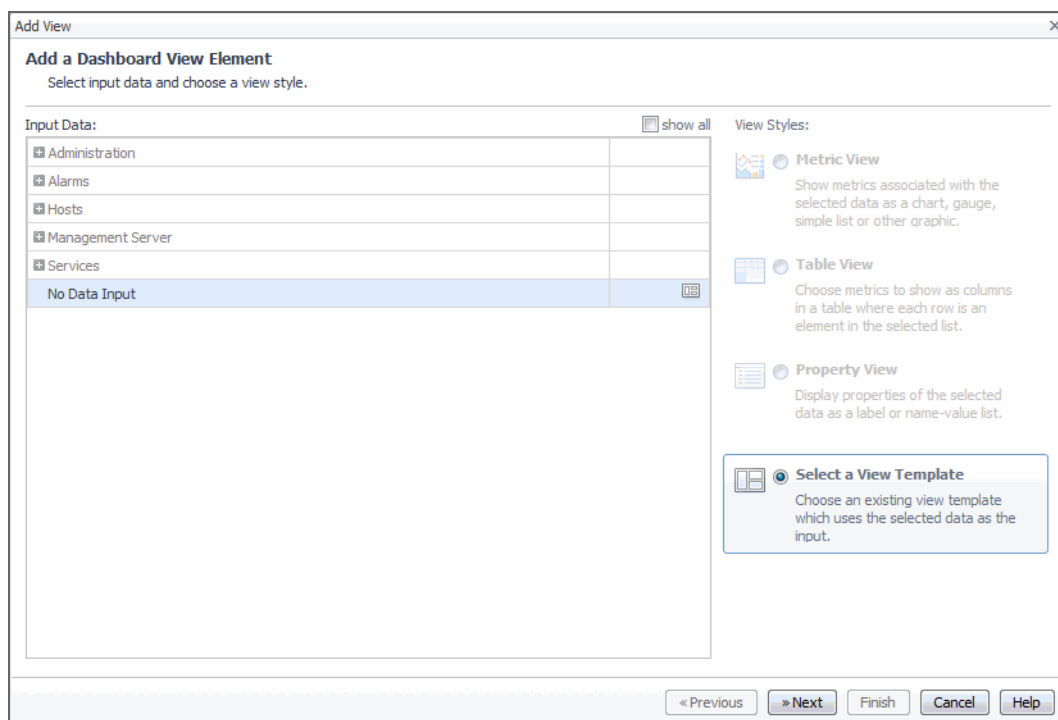 Add View
Add a Dashboard View Element
Select input data and choose a view style.
Input Data:
show all
Administration
Alarms
Hosts
Management Server
Services
No Data Input
View Styles:
Metric View
Show metrics associated with the
selected data as a chart, gauge,
simple list or other graphic.
Table View
Choose metrics to show as columns
in a table where each row is an
element in the selected list.
Property View
Display properties of the selected
data as a label or name-value list.
Select a View Template
Choose an existing view template
which uses the selected data as the
input.
« Previous
» Next
Finish
Cancel
Help